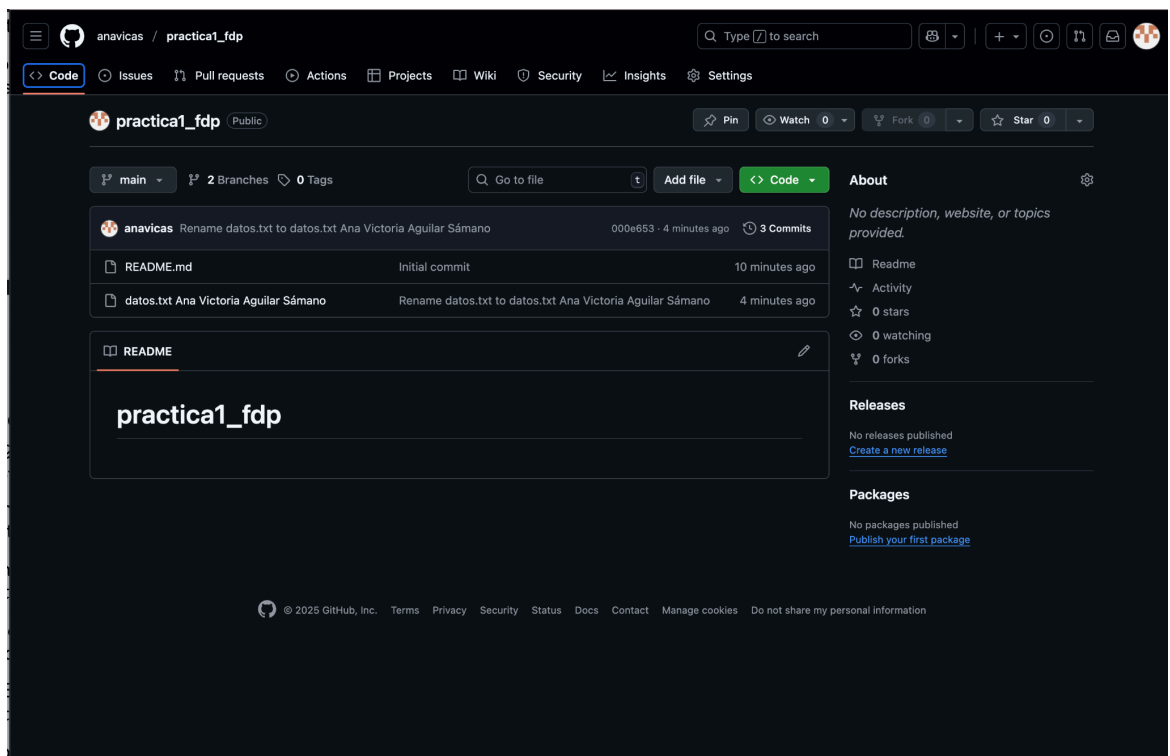 anavicas / practica1_fdp
Type / to search
Code Issues Pull requests Actions Projects Wiki Security Insights Settings
practica1_fdp Public
Pin Watch 0 Fork 0 Star 0
main 2 Branches 0 Tags Go to file t Add file Code
anavicas Rename datos.txt to datos.txt Ana Victoria Aguilar Sámano 000e653 · 4 minutes ago 3 Commits
README.md Initial commit 10 minutes ago
datos.txt Ana Victoria Aguilar Sámano Rename datos.txt to datos.txt Ana Victoria Aguilar Sámano 4 minutes ago
README
practica1_fdp
About
No description, website, or topics
provided.
Readme
Activity
0 stars
0 watching
0 forks
Releases
No releases published
Create a new release
Packages
No packages published
Publish your first package
© 2025 GitHub, Inc. Terms Privacy Security Status Docs Contact Manage cookies Do not share my personal information